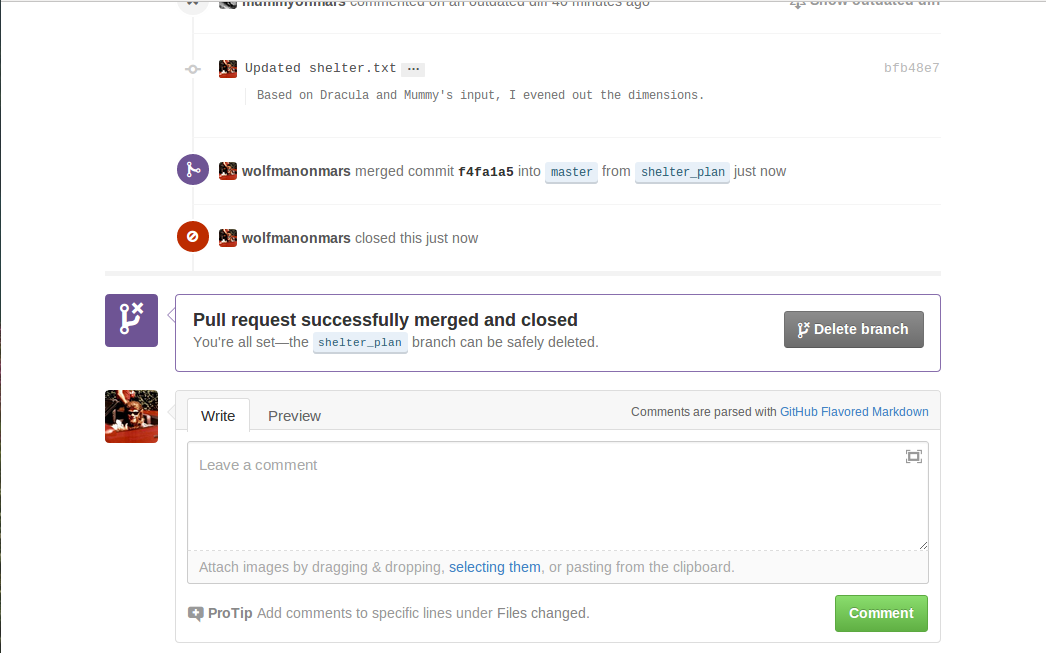 mummyonmars commented on an outdated diff 40 minutes ago Show outdated diff
Updated shelter.txt ... bfb48e7
Based on Dracula and Mummy's input, I evened out the dimensions.
wolfmanonmars merged commit f4fa1a5 into master from shelter_plan just now
wolfmanonmars closed this just now
Pull request successfully merged and closed
You're all set—the shelter_plan branch can be safely deleted.
Delete branch
Write Preview Comments are parsed with GitHub Flavored Markdown
Leave a comment
Attach images by dragging & dropping, selecting them, or pasting from the clipboard.
ProTip Add comments to specific lines under Files changed.
Comment